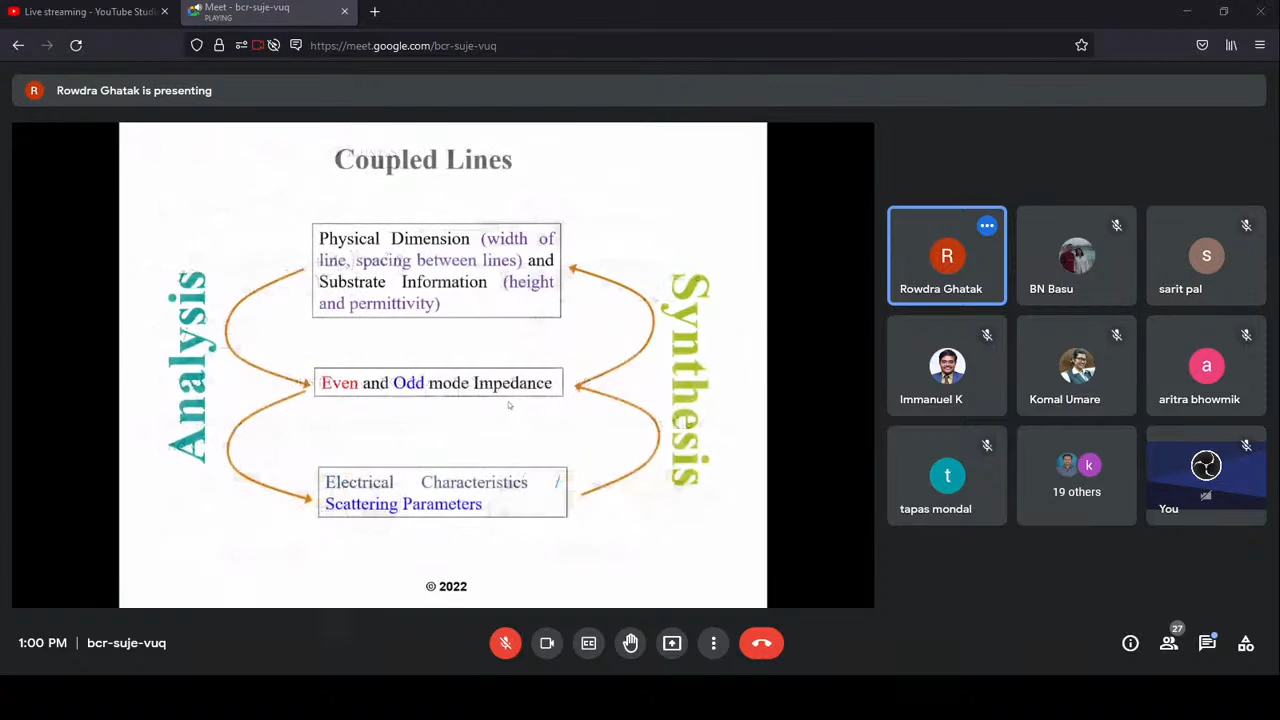 Live streaming - YouTube Studio
Meet - bcr-suje-vuq
PLAYING
https://meet.google.com/bcr-suje-vuq
R
Rowdra Ghatak is presenting
Coupled Lines
Analysis
Physical Dimension (width of
line, spacing between lines) and
Substrate Information (height
and permittivity)
Even and Odd mode Impedance
Electrical Characteristics /
Scattering Parameters
Synthesis
© 2022
R
Rowdra Ghatak
BN Basu
s
sarit pal
Immanuel K
Komal Umare
a
aritra bhowmik
t
tapas mondal
k
19 others
You
1:00 PM | bcr-suje-vuq
CC
27